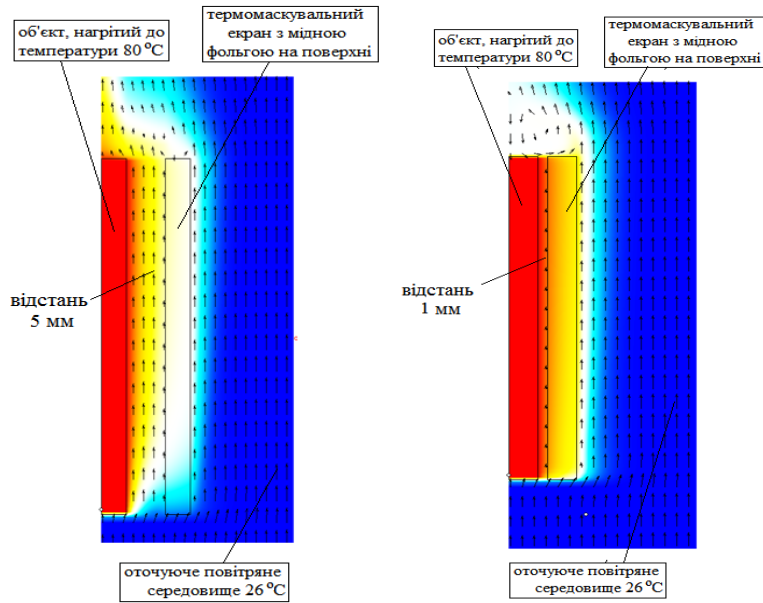 об'єкт, нагрітий до
температури 80 °С
термомаскувальний
екран з мідною
фольгою на поверхні
відстань
5 мм
оточуюче повітряне
середовище 26 °С
об'єкт, нагрітий до
температури 80 °С
термомаскувальний
екран з мідною
фольгою на поверхні
відстань
1 мм
оточуюче повітряне
середовище 26 °С